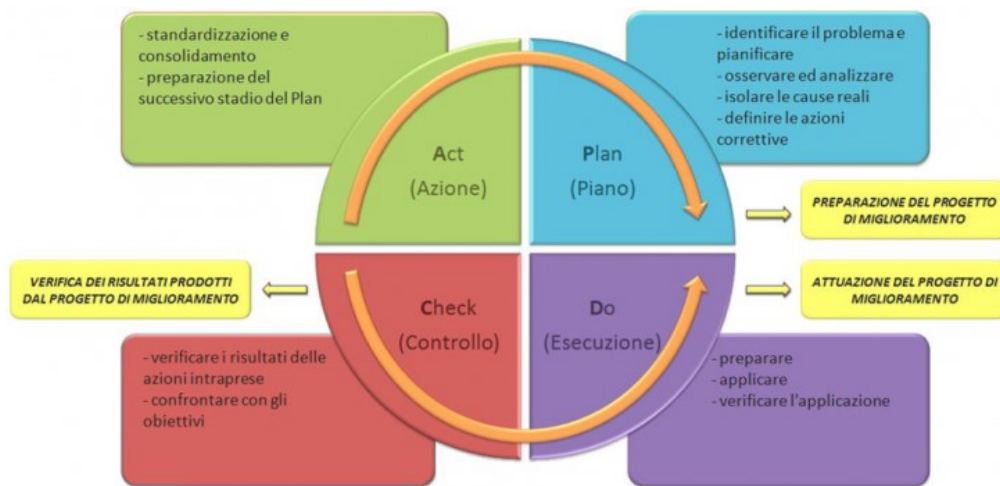 - standardizzazione e
consolidamento
- preparazione del
successivo stadio del Plan
- identificare il problema e
pianificare
- osservare ed analizzare
- isolare le cause reali
- definire le azioni
correttive
Act
(Azione)
Plan
(Piano)
PREPARAZIONE DEL PROGETTO
DI MIGLIORAMENTO
VERIFICA DEI RISULTATI PRODOTTI
DAL PROGETTO DI MIGLIORAMENTO
Check
(Controllo)
Do
(Esecuzione)
ATTUAZIONE DEL PROGETTO DI
MIGLIORAMENTO
- verificare i risultati delle
azioni intraprese
- confrontare con gli
obiettivi
- preparare
- applicare
- verificare l'applicazione